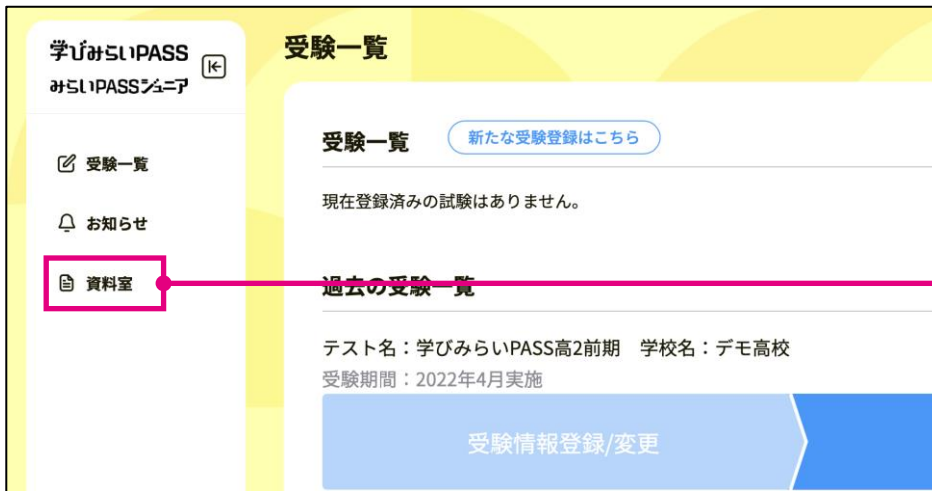 学びみらいPASS
みらいPASSジュニア
受験一覧
お知らせ
資料室
受験一覧
受験一覧
新たな受験登録はこちら
現在登録済みの試験はありません。
過去の受験一覧
テスト名：学びみらいPASS高2前期　学校名：デモ高校
受験期間：2022年4月実施
受験情報登録/変更